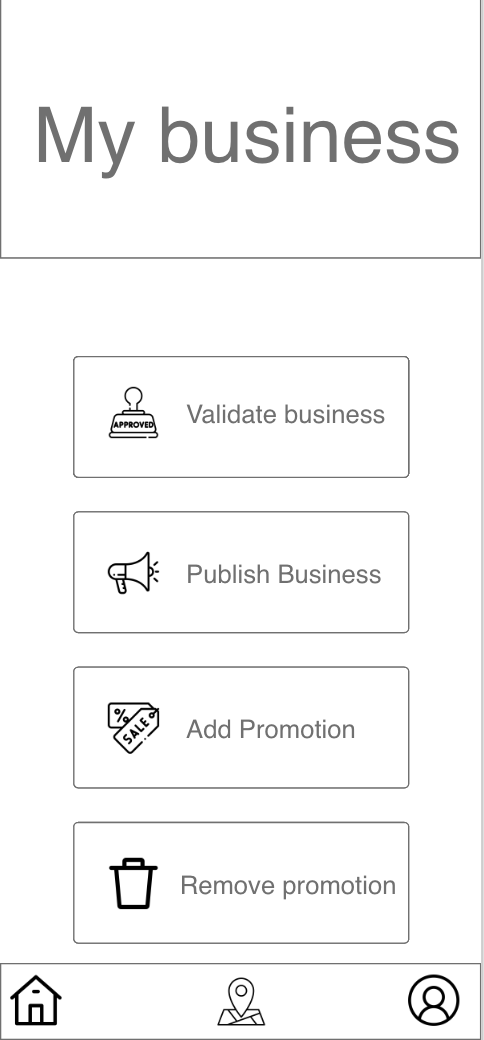 My business
APPROVED
Validate business
Publish Business
%
SALE
Add Promotion
Remove promotion